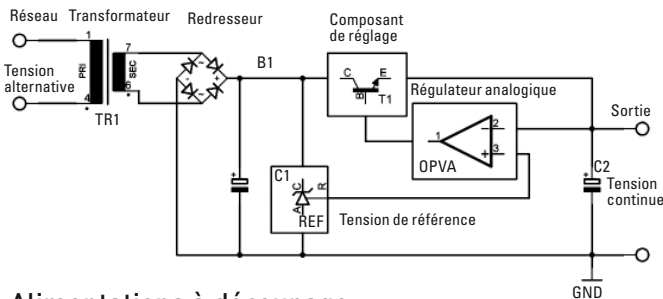 Réseau Transformateur Redresseur Composant
de réglage
1 7 B1 C E
PRI SEC - + B T1 Régulateur analogique
Tension
alternative
4 6 Sortie
TR1 1 2 3 - +
OPVA
C1 C R C2
A REF Tension de référence Tension
continue
GND
Alimentations à découpage